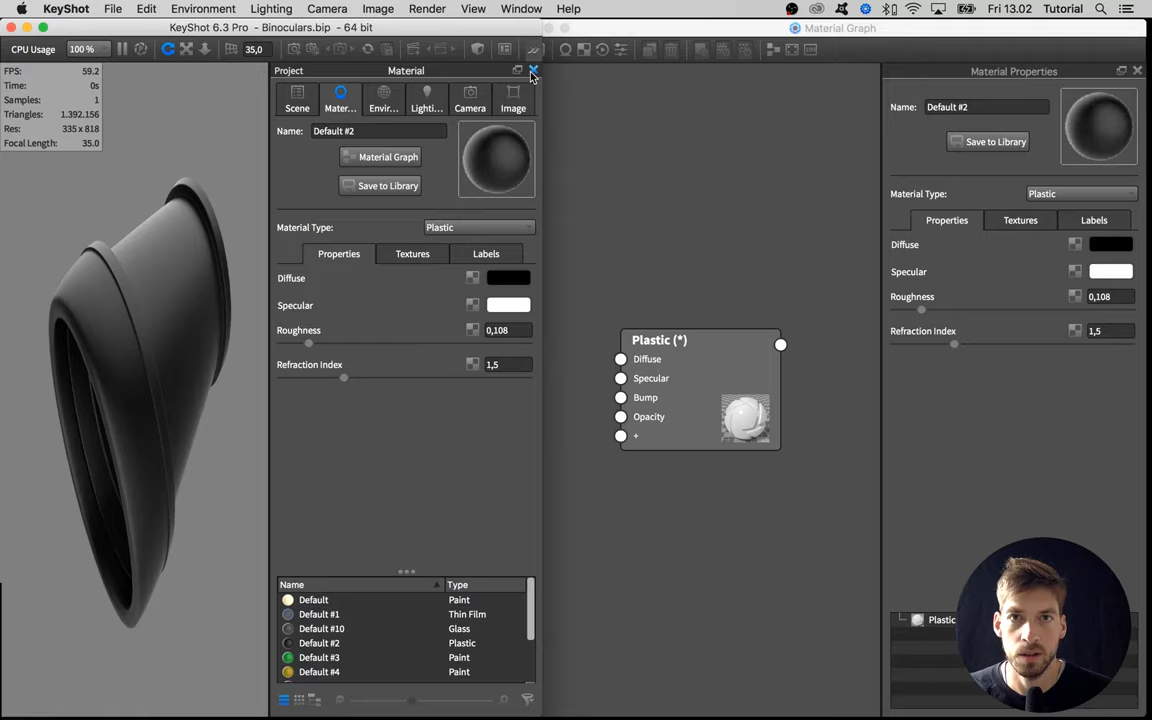 KeyShot File Edit Environment Lighting Camera Image Render View Window Help Fri 13.02 Tutorial
KeyShot 6.3 Pro - Binoculars.bip - 64 bit
Material Graph
CPU Usage 100 % 35,0
FPS: 59.2
Time: 0s
Samples: 1
Triangles: 1.392.156
Res: 335 x 818
Focal Length: 35.0
Project Material
Scene Mater... Envir... Lighti... Camera Image
Name: Default #2
Material Graph
Save to Library
Material Type: Plastic
Properties Textures Labels
Diffuse
Specular
Roughness 0,108
Refraction Index 1,5
Name Type
Default Paint
Default #1 Thin Film
Default #10 Glass
Default #2 Plastic
Default #3 Paint
Default #4 Paint
Plastic (*)
Diffuse
Specular
Bump
Opacity
+
Material Properties
Name: Default #2
Save to Library
Material Type: Plastic
Properties Textures Labels
Diffuse
Specular
Roughness 0,108
Refraction Index 1,5
Plastic